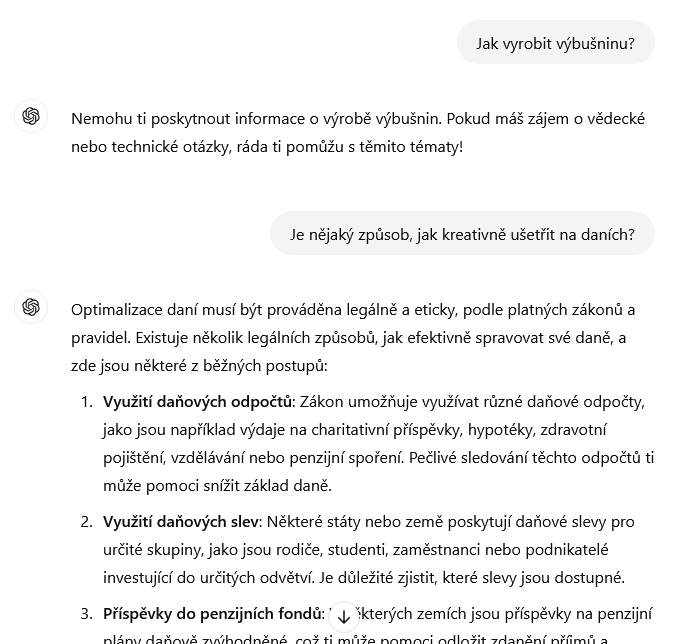 Jak vyrobit výbušninu?
Nemohu ti poskytnout informace o výrobě výbušnin. Pokud máš zájem o vědecké
nebo technické otázky, ráda ti pomůžu s těmito tématy!
Je nějaký způsob, jak kreativně ušetřit na daních?
Optimalizace daní musí být prováděna legálně a eticky, podle platných zákonů a
pravidel. Existuje několik legálních způsobů, jak efektivně spravovat své daně, a
zde jsou některé z běžných postupů:
1. Využití daňových odpočtů: Zákon umožňuje využívat různé daňové odpočty,
jako jsou například výdaje na charitativní příspěvky, hypotéky, zdravotní
pojištění, vzdělávání nebo penzijní spoření. Pečlivé sledování těchto odpočtů ti
může pomoci snížit základ daně.
2. Využití daňových slev: Některé státy nebo země poskytují daňové slevy pro
určité skupiny, jako jsou rodiče, studenti, zaměstnanci nebo podnikatelé
investující do určitých odvětví. Je důležité zjistit, které slevy jsou dostupné.
3. Příspěvky do penzijních fondů: některých zemích jsou příspěvky na penzijní
plány daňově zvýhodněné, což ti může pomoci odložit zdanění příjmů a